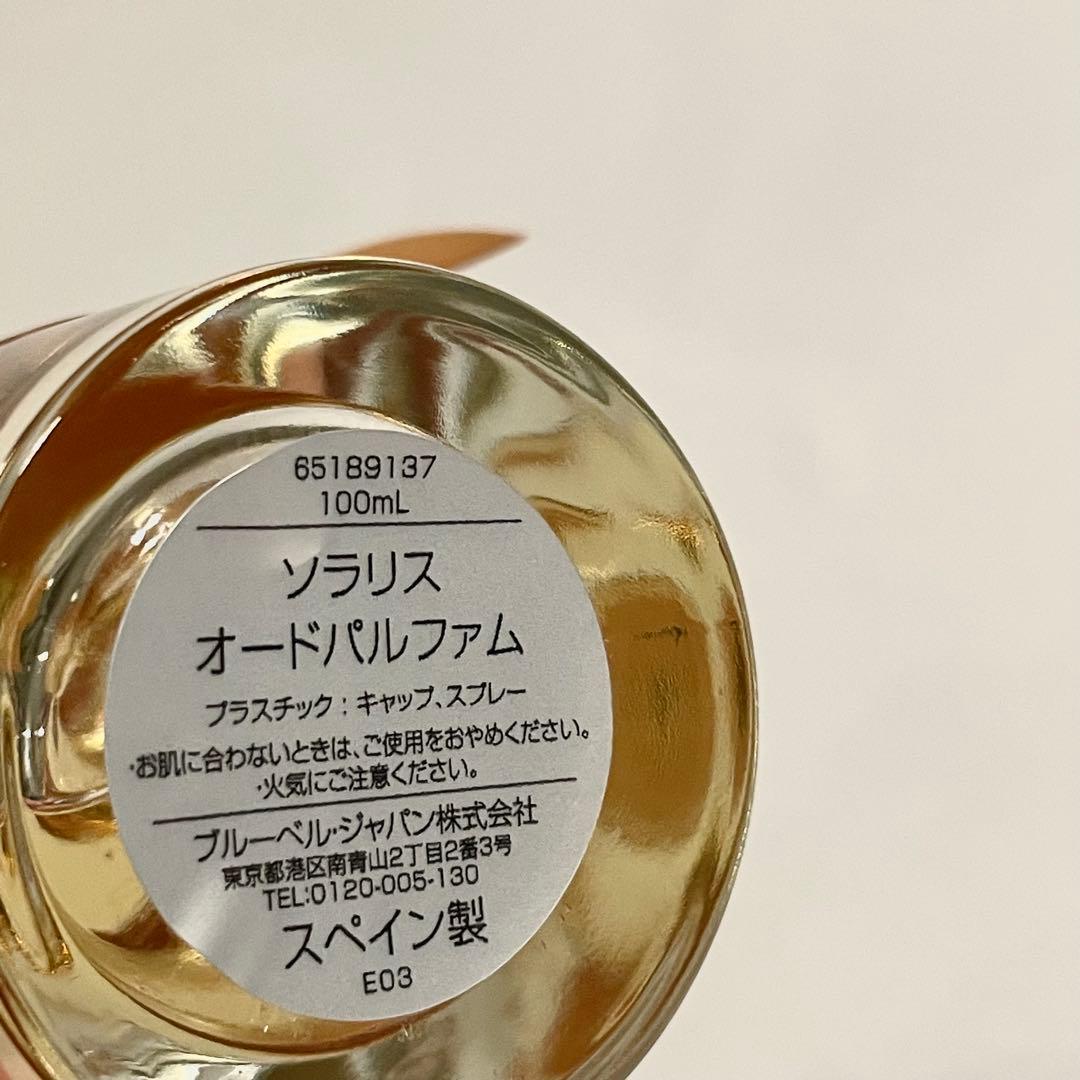 65189137
100mL
ソラリス
オードパルファム
プラスチック:キャップ、スプレー
・お肌に合わないときは、ご使用をおやめください。
・火気にご注意ください。
ブルーベル・ジャパン株式会社
東京都港区南青山2丁目2番3号
TEL:0120-005-130
スペイン製
E03